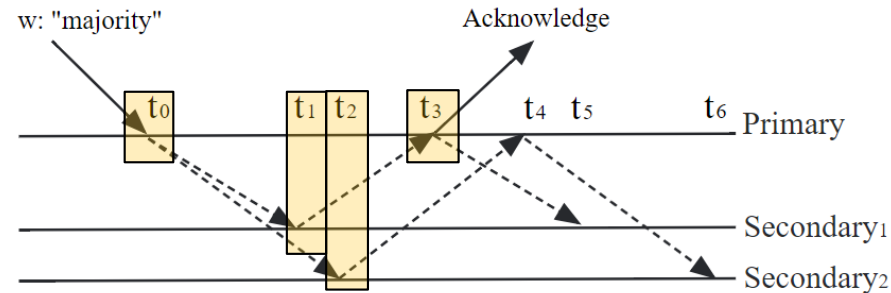 w: "majority"
Acknowledge
t0 t1 t2 t3 t4 t5 t6
Primary
Secondary1
Secondary2